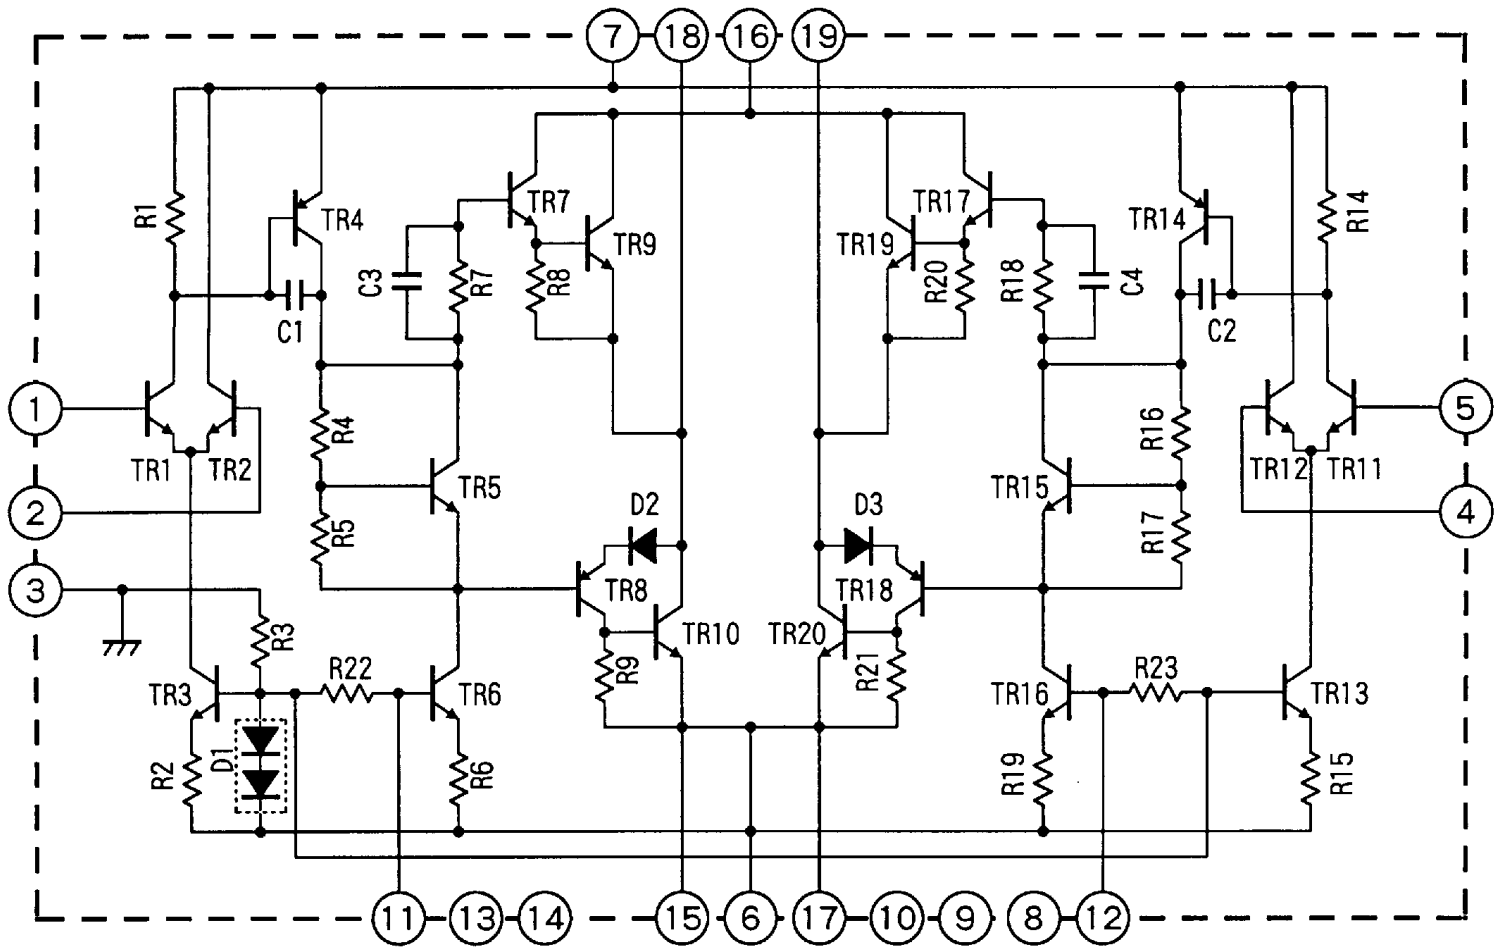 7 18 16 19
R1 TR4 TR7 TR9 TR17 TR19 TR14 R14
C3 R7 R8 R20 R18 C4
C1 C2
1 5
R4 R16
TR1 TR2 TR5 TR15 TR12 TR11
2 D2 D3 4
R5 R17
3 TR8 TR18
R3 TR10 TR20
R22 R9 R21 R23
TR3 TR6 TR16 TR13
R2 D1 R6 R19 R15
11 13 14 15 6 17 10 9 8 12